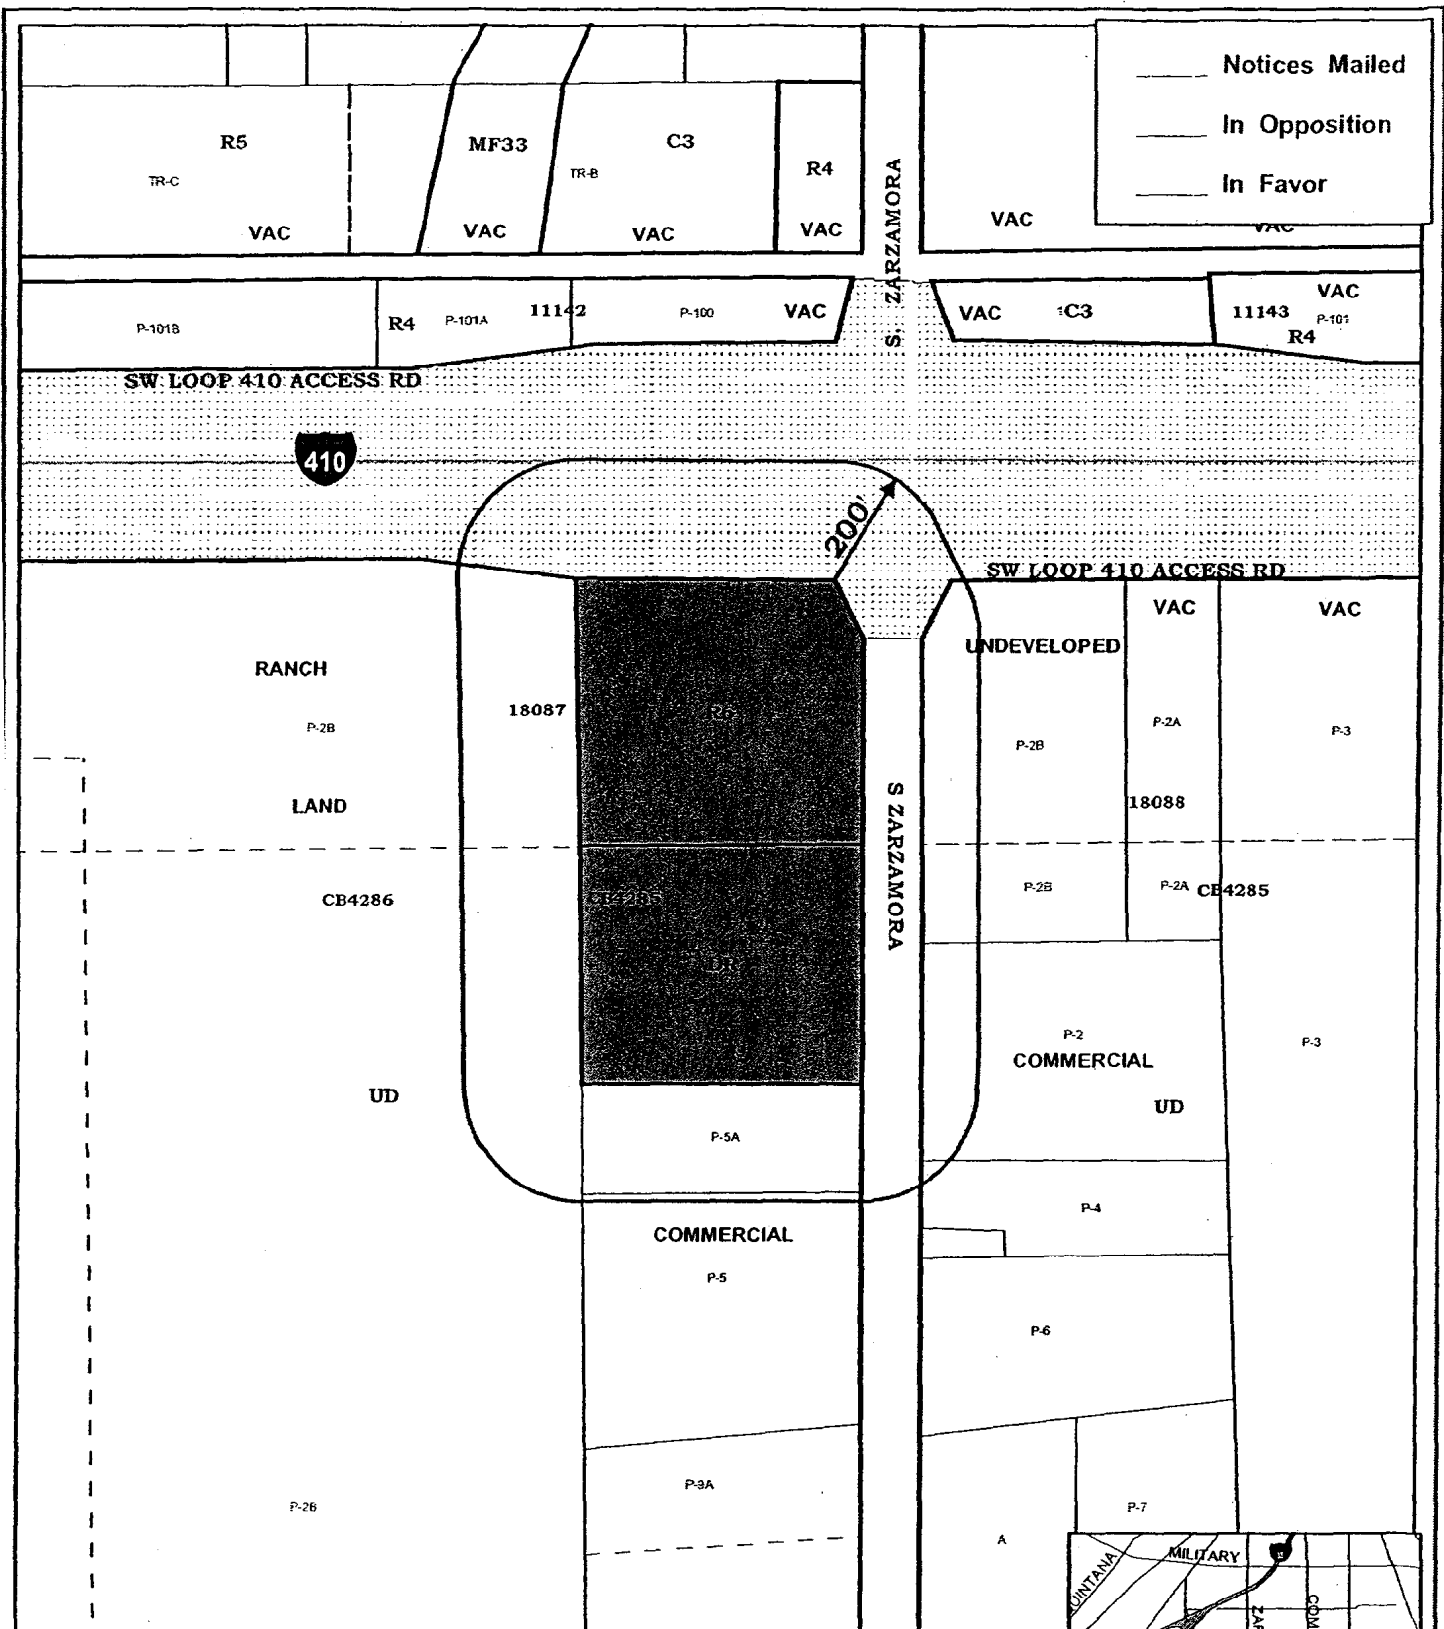 Notices Mailed
In Opposition
In Favor
R5
TR-C
VAC
MF33
VAC
TR-B
C3
VAC
R4
VAC
S. ZARZAMORA
VAC
P-101B
R4
P-101A
11142
P-100
VAC
VAC
C3
11143
VAC
P-101
R4
SW LOOP 410 ACCESS RD
410
200'
SW LOOP 410 ACCESS RD
RANCH
P-2B
LAND
18087
UNDEVELOPED
P-2B
VAC
P-2A
18088
VAC
P-3
S ZARZAMORA
CB4286
P-2B
P-2A
CB4285
UD
P-2
COMMERCIAL
UD
P-3
P-5A
P-4
COMMERCIAL
P-5
P-6
P-2B
P-9A
A
P-7
MILITARY